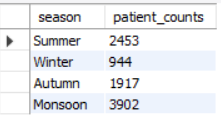 season patient_counts
Summer 2453
Winter 944
Autumn 1917
Monsoon 3902